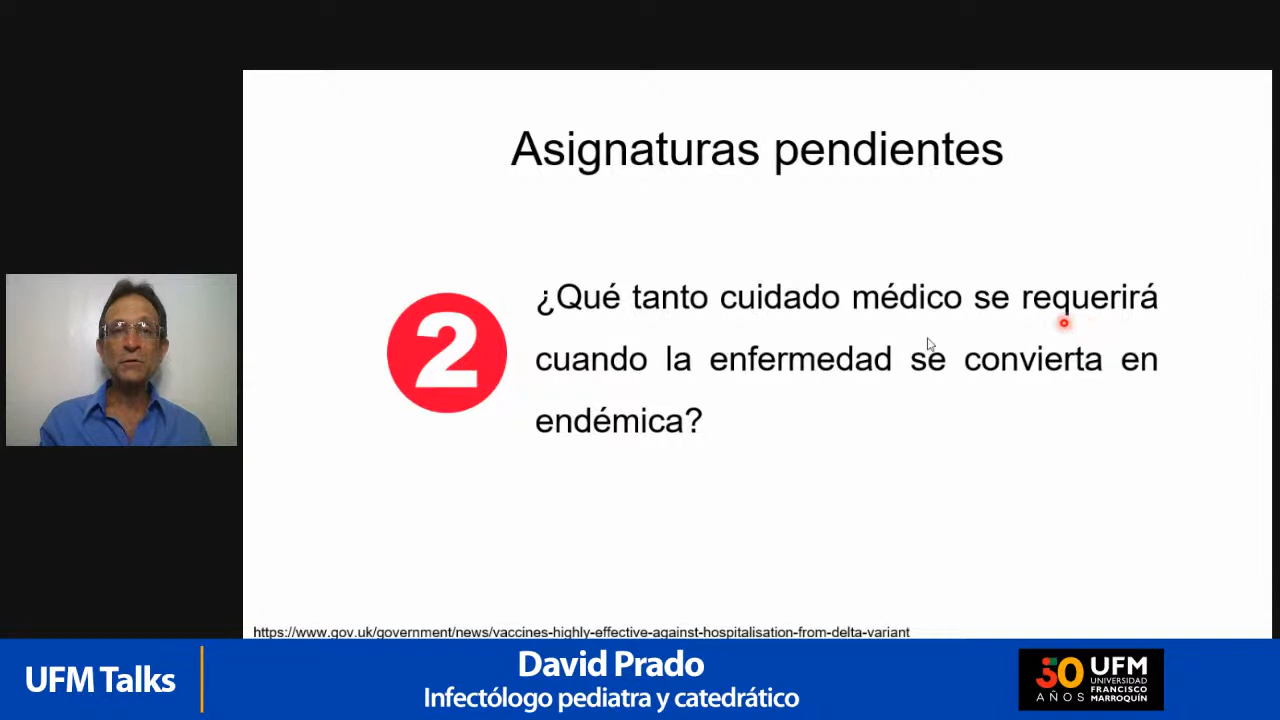 Asignaturas pendientes
2
¿Qué tanto cuidado médico se requerirá
cuando la enfermedad se convierta en
endémica?
https://www.gov.uk/government/news/vaccines-highly-effective-against-hospitalisation-from-delta-variant
UFM Talks
David Prado
Infectólogo pediatra y catedrático
50
AÑOS
UFM
UNIVERSIDAD
FRANCISCO
MARROQUÍN